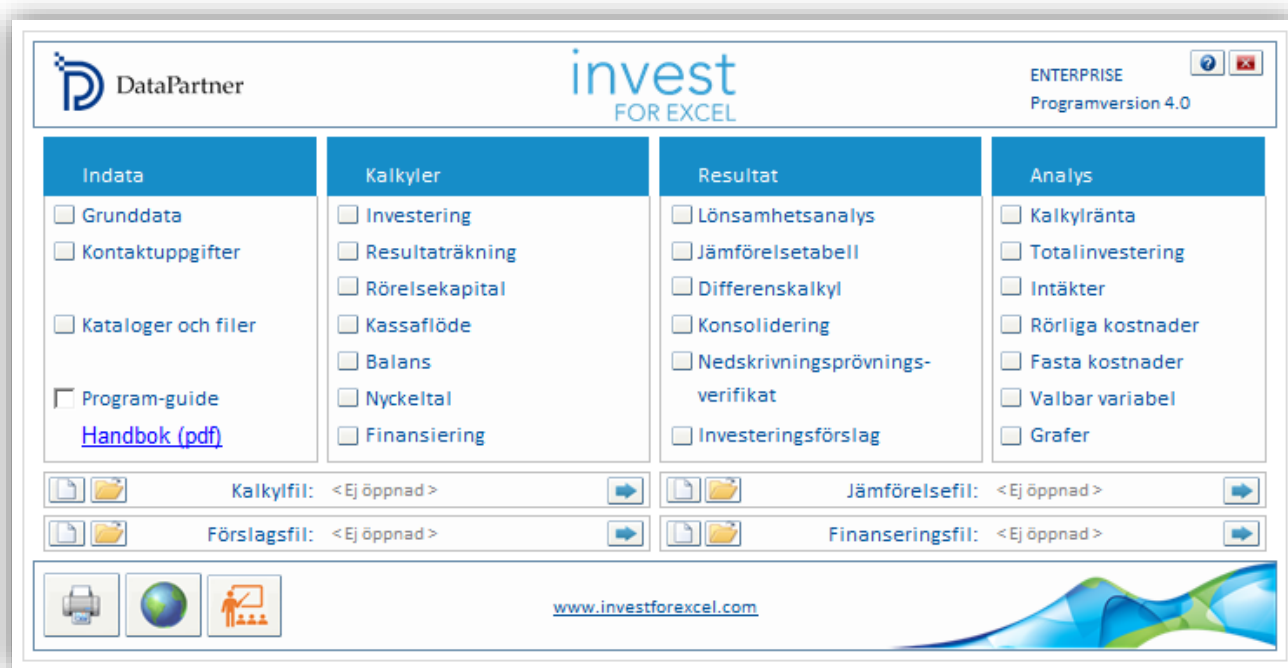 DataPartner
invest
FOR EXCEL
ENTERPRISE
Programversion 4.0
Indata
Grunddata
Kontaktuppgifter
Kataloger och filer
Program-guide
Handbok (pdf)
Kalkyler
Investering
Resultaträkning
Rörelsekapital
Kassaflöde
Balans
Nyckeltal
Finansiering
Resultat
Lönsamhetsanalys
Jämförelsetabell
Differenskalkyl
Konsolidering
Nedskrivningsprövnings-
verifikat
Investeringsförslag
Analys
Kalkylränta
Totalinvestering
Intäkter
Rörliga kostnader
Fasta kostnader
Valbar variabel
Grafer
Kalkylfil: <Ej öppnad>
Jämförelsefil: <Ej öppnad>
Förslagsfil: <Ej öppnad>
Finanseringsfil: <Ej öppnad>
www.investforexcel.com